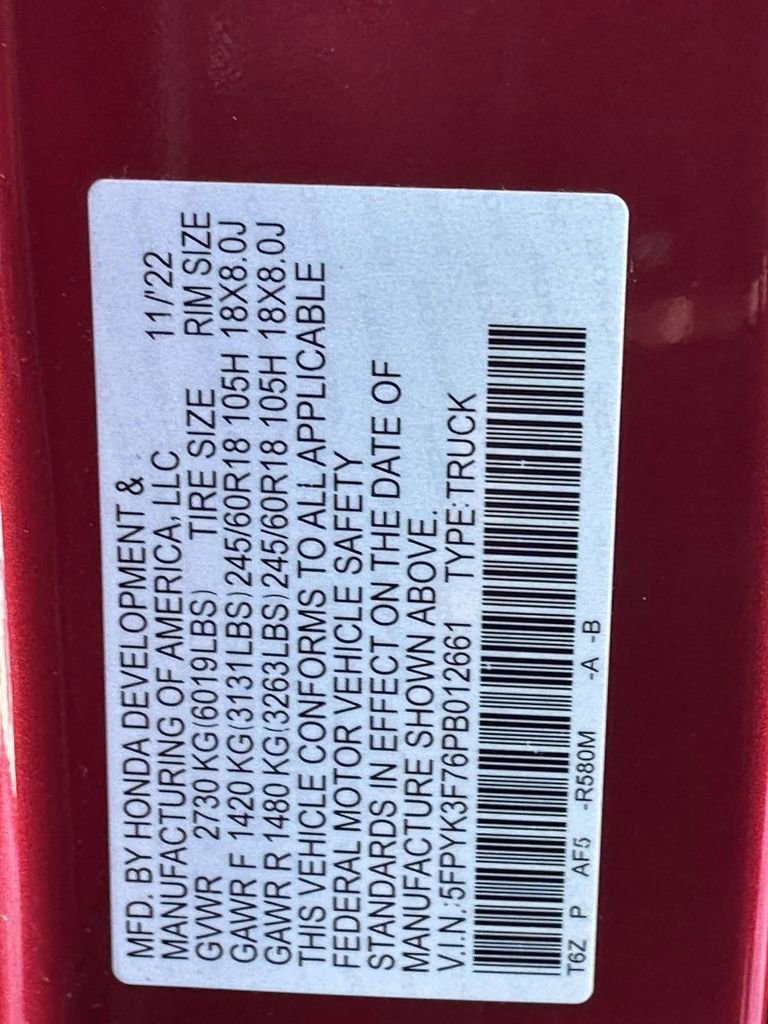 MFD. BY HONDA DEVELOPMENT &
MANUFACTURING OF AMERICA, LLC 11/'22
GVWR 2730 KG(6019LBS) TIRE SIZE RIM SIZE
GAWR F 1420 KG(3131LBS) 245/60R18 105H 18X8.0J
GAWR R 1480 KG(3263LBS) 245/60R18 105H 18X8.0J
THIS VEHICLE CONFORMS TO ALL APPLICABLE
FEDERAL MOTOR VEHICLE SAFETY
STANDARDS IN EFFECT ON THE DATE OF
MANUFACTURE SHOWN ABOVE.
V.I.N.:5FPYK3F76PB012661 TYPE:TRUCK
T6Z P AF5 -R580M -A -B